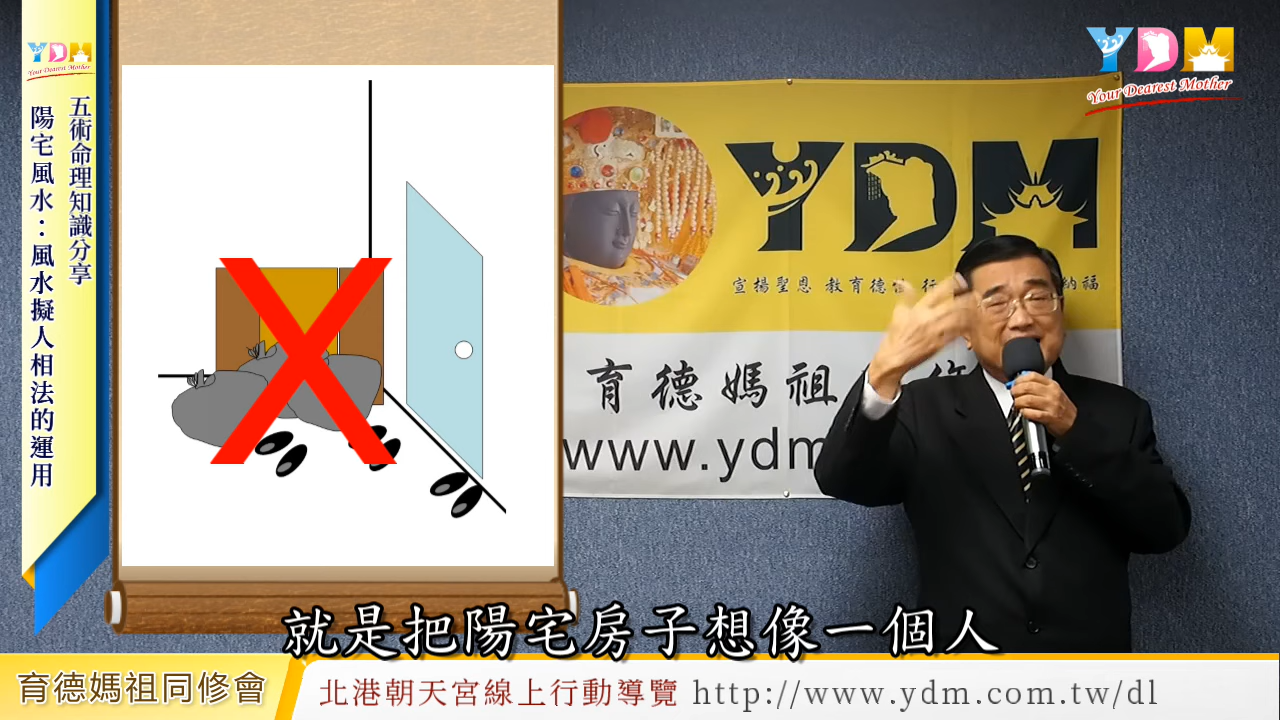 YDM
Your Dearest Mother
五術命理知識分享
陽宅風水：風水擬人相法的運用
YDM
Your Dearest Mother
YDM
宣揚聖恩 教育德
行
納福
育德媽祖
www.ydm
就是把陽宅房子想像一個人
育德媽祖同修會
北港朝天宮線上行動導覽 http://www.ydm.com.tw/dl